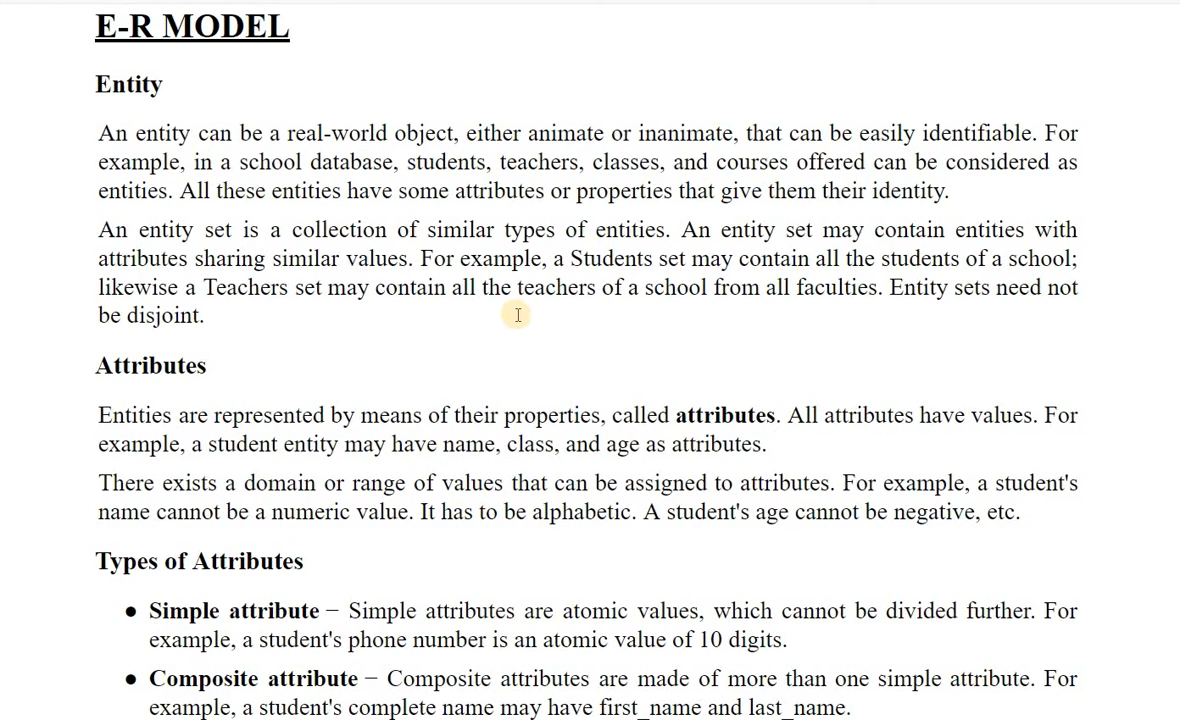 E-R MODEL
Entity
An entity can be a real-world object, either animate or inanimate, that can be easily identifiable. For
example, in a school database, students, teachers, classes, and courses offered can be considered as
entities. All these entities have some attributes or properties that give them their identity.
An entity set is a collection of similar types of entities. An entity set may contain entities with
attributes sharing similar values. For example, a Students set may contain all the students of a school;
likewise a Teachers set may contain all the teachers of a school from all faculties. Entity sets need not
be disjoint.
Attributes
Entities are represented by means of their properties, called attributes. All attributes have values. For
example, a student entity may have name, class, and age as attributes.
There exists a domain or range of values that can be assigned to attributes. For example, a student's
name cannot be a numeric value. It has to be alphabetic. A student's age cannot be negative, etc.
Types of Attributes
● Simple attribute − Simple attributes are atomic values, which cannot be divided further. For
example, a student's phone number is an atomic value of 10 digits.
● Composite attribute − Composite attributes are made of more than one simple attribute. For
example, a student's complete name may have first_name and last_name.